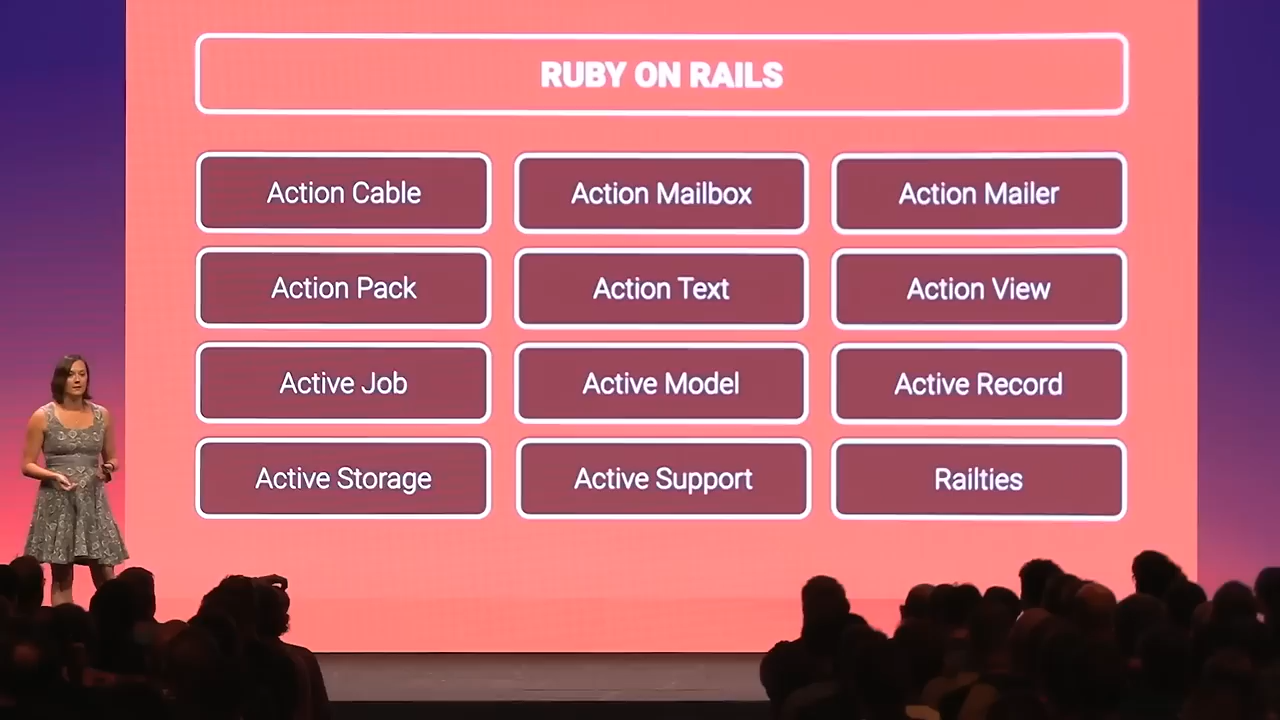 RUBY ON RAILS
Action Cable
Action Mailbox
Action Mailer
Action Pack
Action Text
Action View
Active Job
Active Model
Active Record
Active Storage
Active Support
Railties